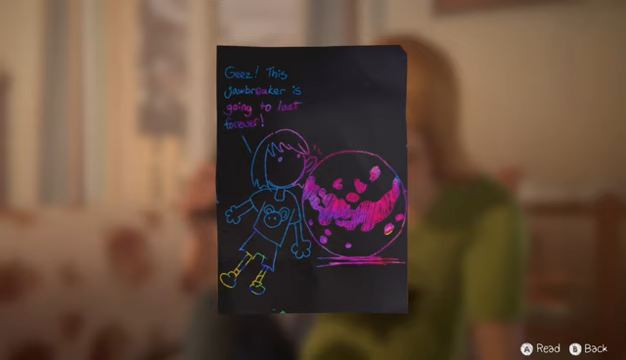 Geez! This
jawbreaker is
going to last
forever!
A Read B Back